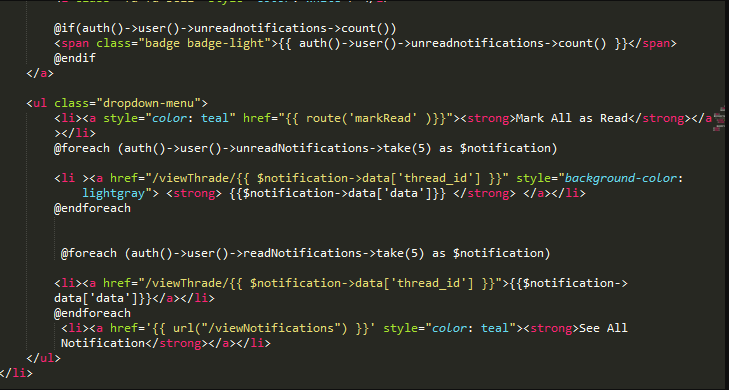 @if(auth()->user()->unreadnotifications->count())
<span class="badge badge-light">{{ auth()->user()->unreadnotifications->count() }}</span>
@endif
</a>
<ul class="dropdown-menu">
<li><a style="color: teal" href="{{ route('markRead' )}}"><strong>Mark All as Read</strong></a
></li>
@foreach (auth()->user()->unreadNotifications->take(5) as $notification)
<li ><a href="/viewThrade/{{ $notification->data['thread_id'] }}" style="background-color:
lightgray"> <strong> {{$notification->data['data']}} </strong> </a></li>
@endforeach
@foreach (auth()->user()->readNotifications->take(5) as $notification)
<li><a href="/viewThrade/{{ $notification->data['thread_id'] }}">{{$notification->
data['data']}}</a></li>
@endforeach
<li><a href='{{ url("/viewNotifications") }}' style="color: teal"><strong>See All
Notification</strong></a></li>
</ul>
</li>